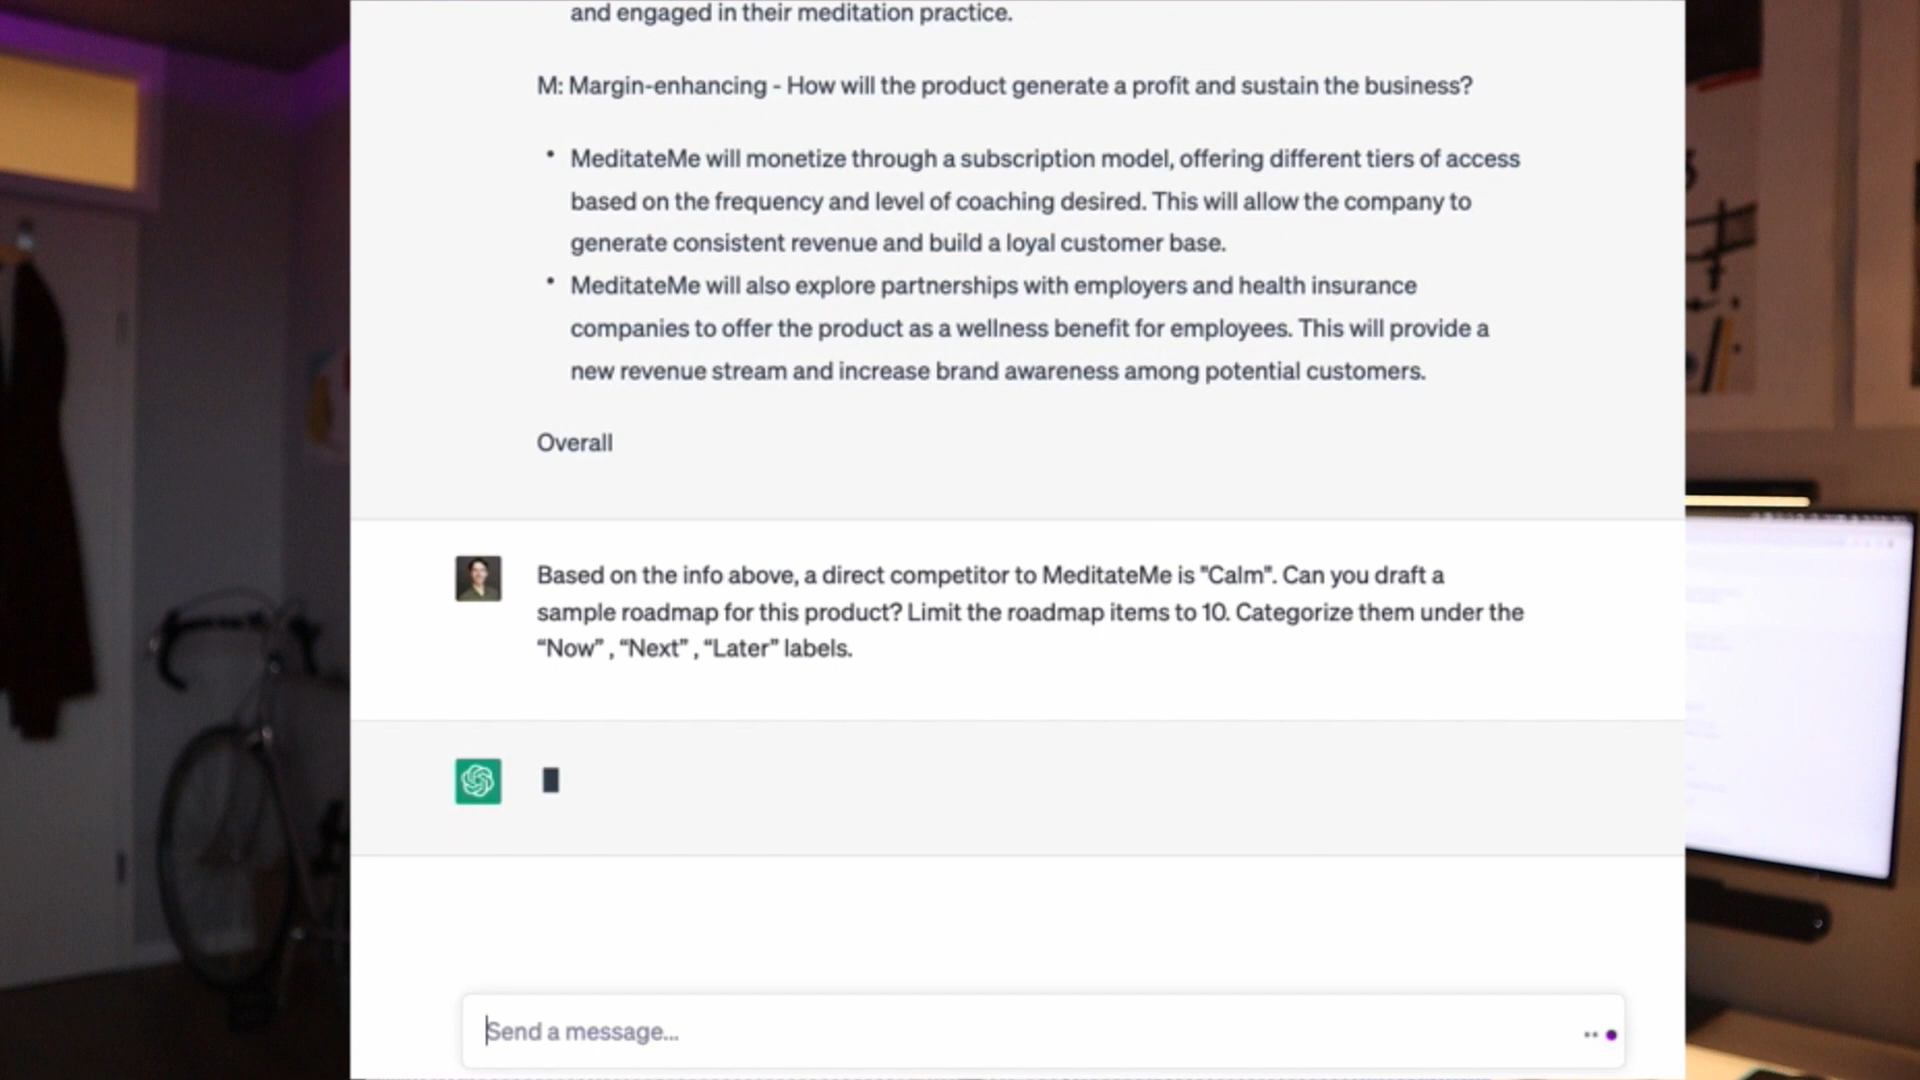 and engaged in their meditation practice.
M: Margin-enhancing - How will the product generate a profit and sustain the business?
• MeditateMe will monetize through a subscription model, offering different tiers of access
based on the frequency and level of coaching desired. This will allow the company to
generate consistent revenue and build a loyal customer base.
• MeditateMe will also explore partnerships with employers and health insurance
companies to offer the product as a wellness benefit for employees. This will provide a
new revenue stream and increase brand awareness among potential customers.
Overall
Based on the info above, a direct competitor to MeditateMe is "Calm". Can you draft a
sample roadmap for this product? Limit the roadmap items to 10. Categorize them under the
“Now” , “Next” , “Later” labels.
Send a message...